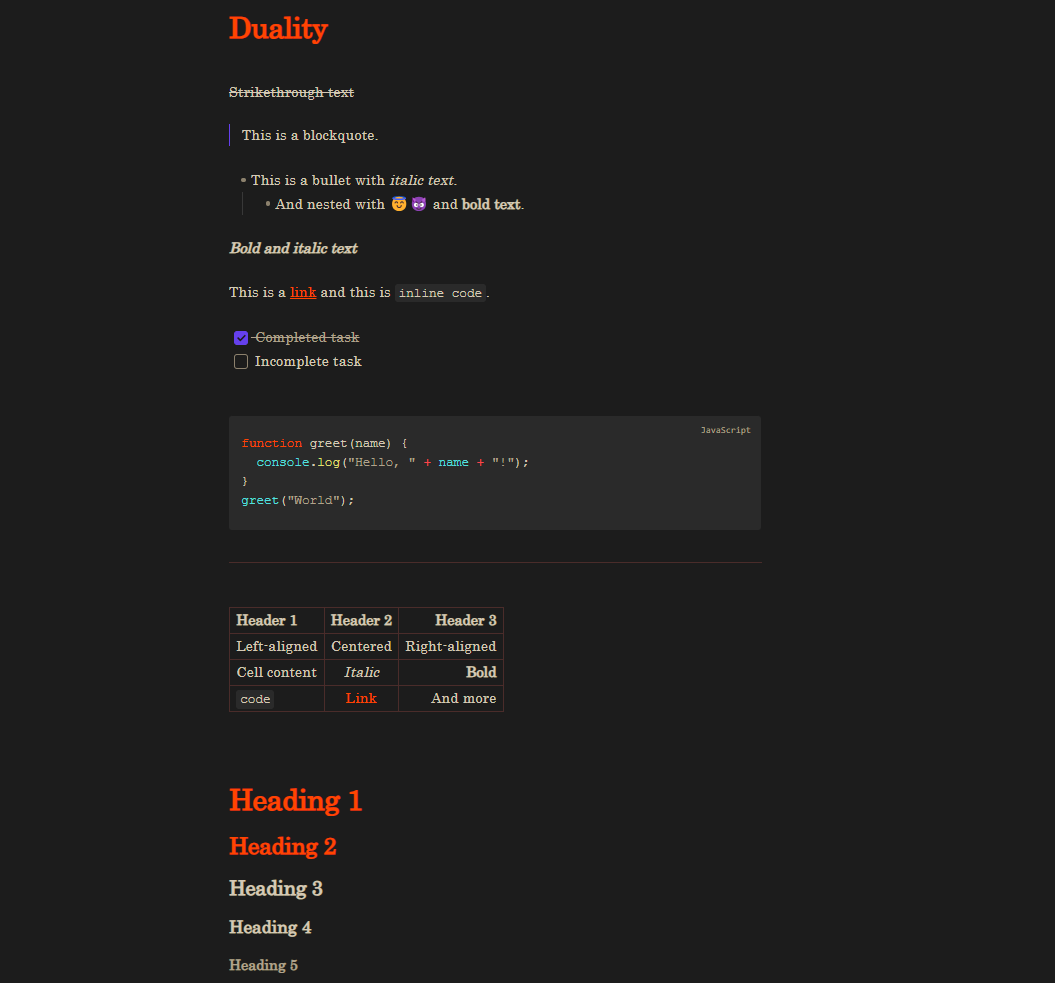 Duality
Strikethrough text
This is a blockquote.
• This is a bullet with italic text.
• And nested with 😇😈 and bold text.
Bold and italic text
This is a link and this is inline code.
Completed task
Incomplete task
JavaScript
function greet(name) {
  console.log("Hello, " + name + "!");
}
greet("World");
Header 1 Header 2 Header 3
Left-aligned Centered Right-aligned
Cell content Italic Bold
code Link And more
Heading 1
Heading 2
Heading 3
Heading 4
Heading 5